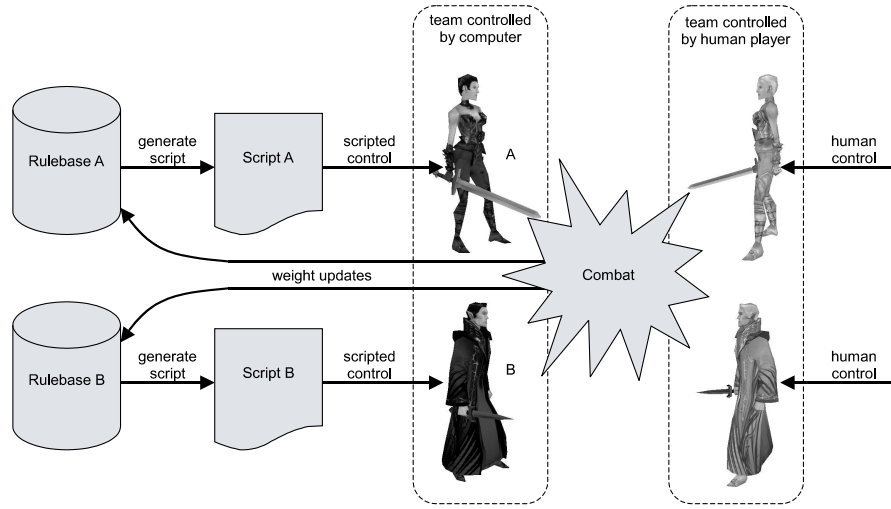 team controlled
by computer
team controlled
by human player
Rulebase A
generate
script
Script A
scripted
control
A
human
control
weight updates
Combat
Rulebase B
generate
script
Script B
scripted
control
B
human
control